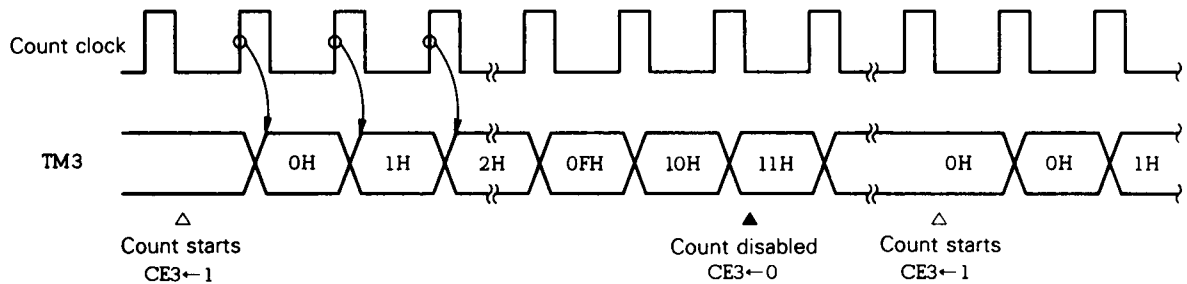 Count clock
TM3
0H
1H
2H
0FH
10H
11H
0H
0H
1H
Count starts
CE3←1
Count disabled
CE3←0
Count starts
CE3←1